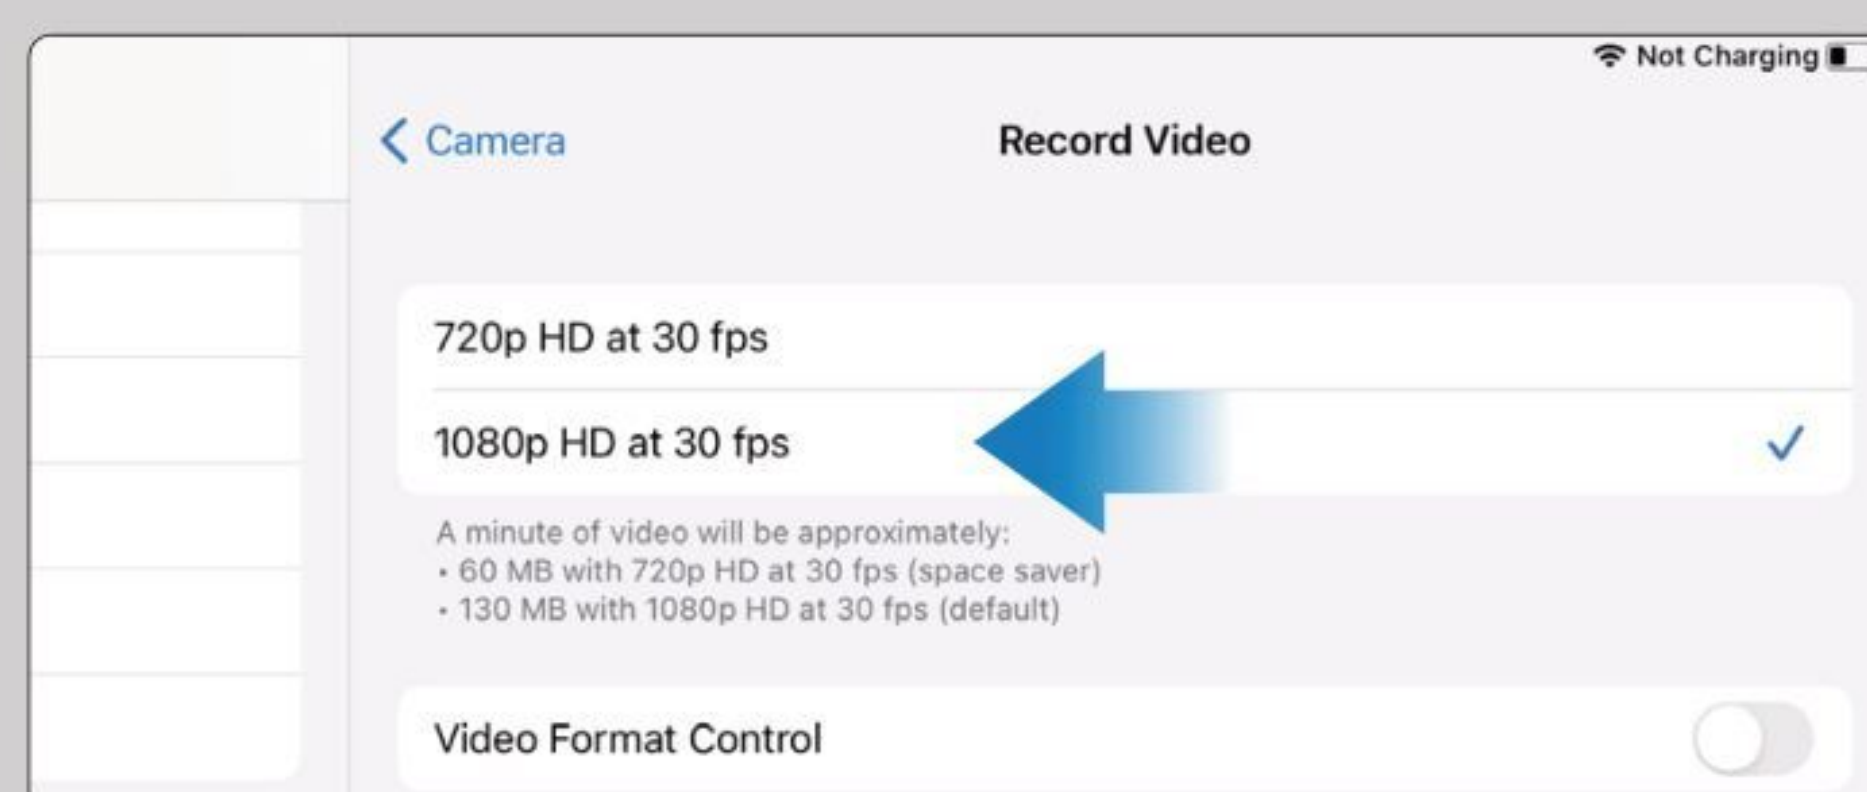 Not Charging
Camera
Record Video
720p HD at 30 fps
1080p HD at 30 fps
A minute of video will be approximately:
• 60 MB with 720p HD at 30 fps (space saver)
• 130 MB with 1080p HD at 30 fps (default)
Video Format Control